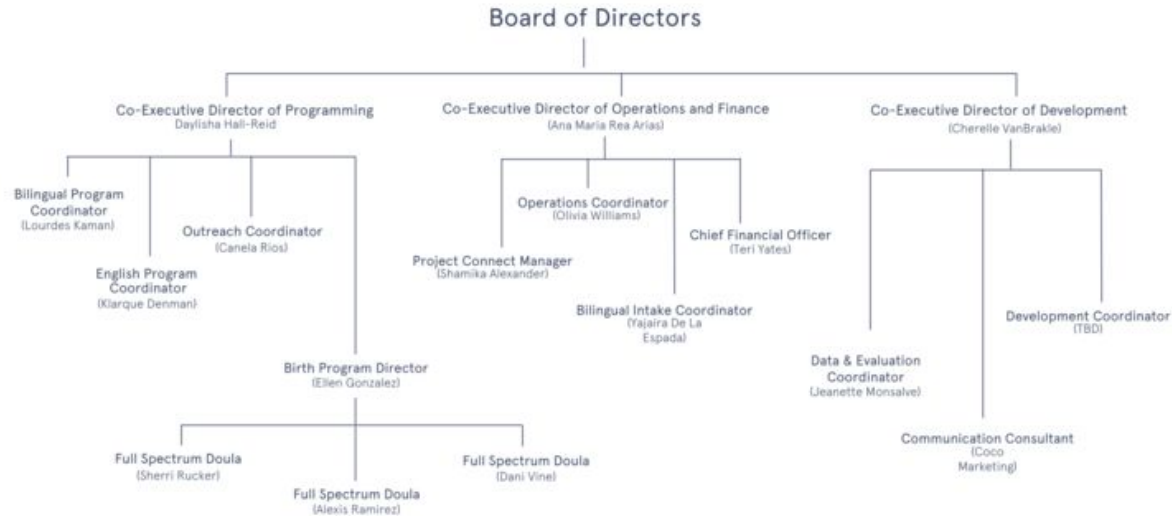 Board of Directors
Co-Executive Director of Programming
Daylisha Hall-Reid
Co-Executive Director of Operations and Finance
(Ana Maria Rea Arias)
Co-Executive Director of Development
(Cherelle VanBrakle)
Bilingual Program
Coordinator
(Lourdes Kaman)
English Program
Coordinator
(Klarque Denman)
Outreach Coordinator
(Canela Rios)
Birth Program Director
(Ellen Gonzalez)
Full Spectrum Doula
(Sherri Rucker)
Full Spectrum Doula
(Alexis Ramirez)
Full Spectrum Doula
(Dani Vine)
Project Connect Manager
(Shamika Alexander)
Operations Coordinator
(Olivia Williams)
Bilingual Intake Coordinator
(Yajaira De La
Espada)
Chief Financial Officer
(Teri Yates)
Data & Evaluation
Coordinator
(Jeanette Monsalve)
Communication Consultant
(Coco
Marketing)
Development Coordinator
(TBD)